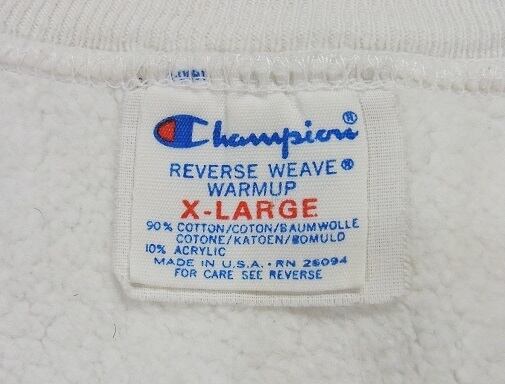 Champion®
REVERSE WEAVE®
WARMUP
X-LARGE
90% COTTON/COTON/BAUMWOLLE
COTONE/KATOEN/BOMULD
10% ACRYLIC
MADE IN U.S.A. • RN 26094
FOR CARE SEE REVERSE